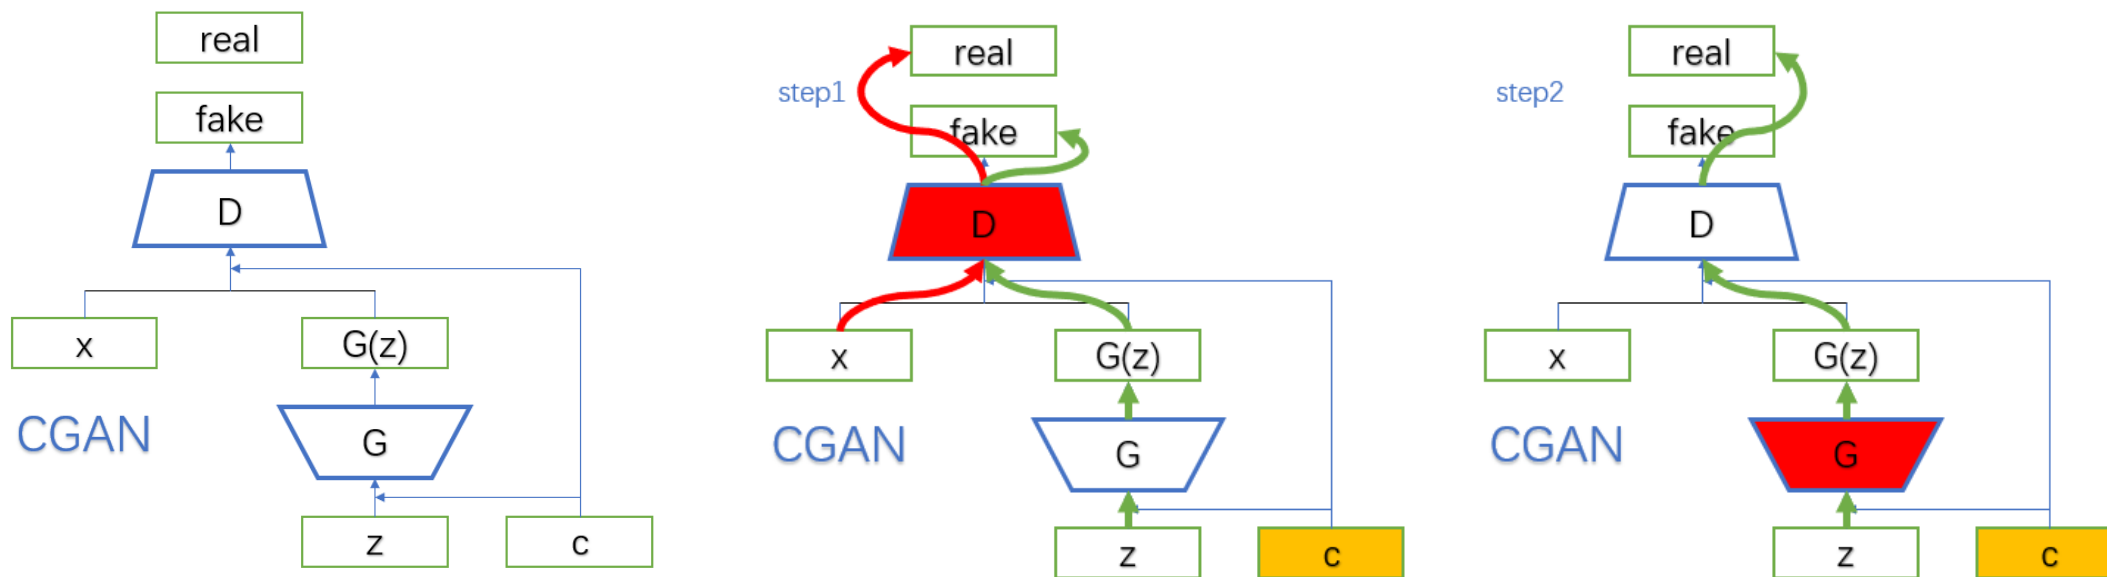 real
fake
D
x
G(z)
CGAN
G
z
c
real
step1
fake
D
x
G(z)
CGAN
G
z
c
real
step2
fake
D
x
G(z)
CGAN
G
z
c